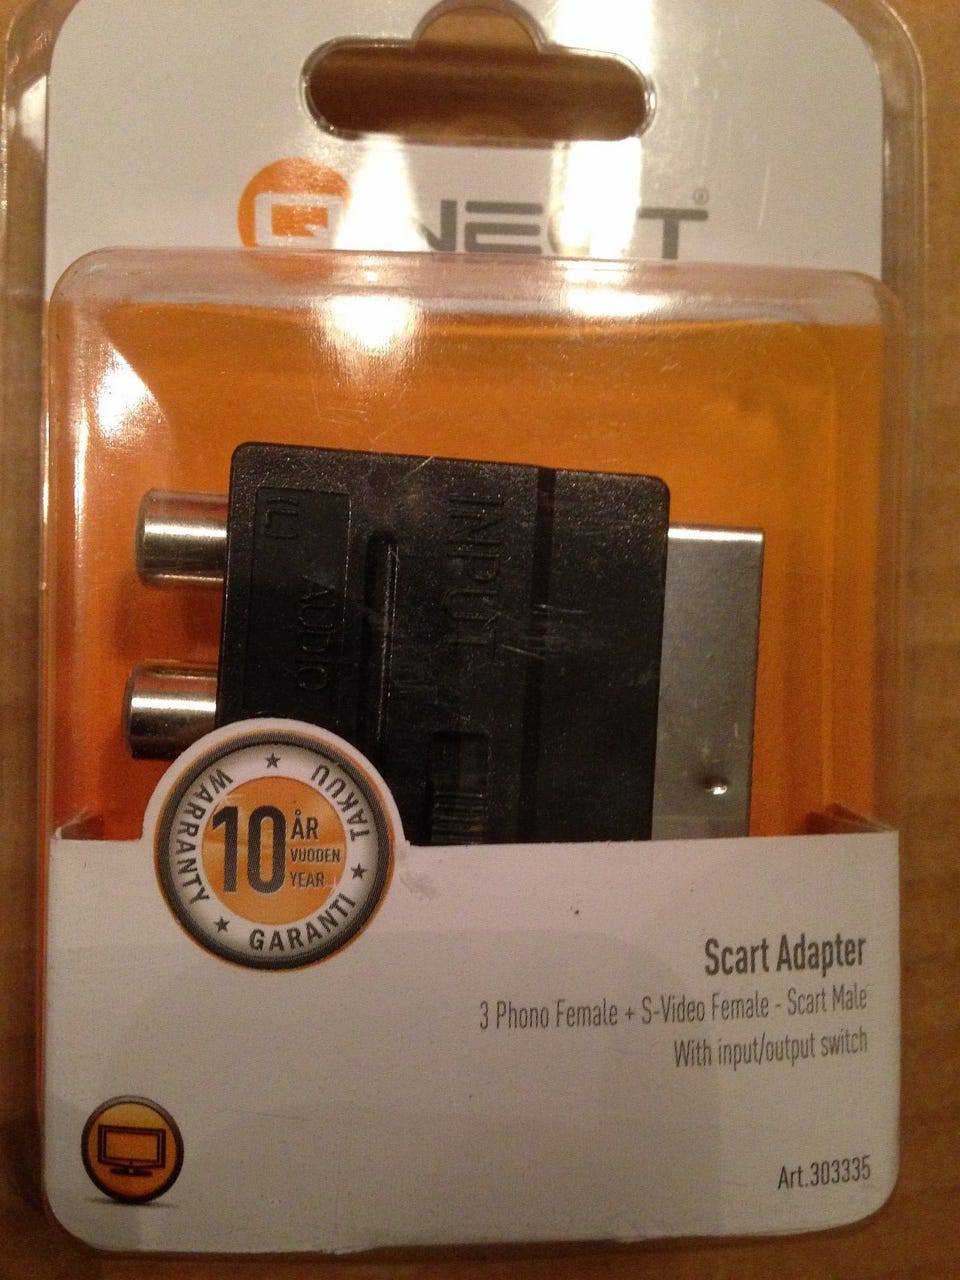 QNECT®
(L)
AUDIO
INPUT
WARRANTY ★ TAKUU ★ GARANTI ★
10 ÅR
VUODEN
YEAR
Scart Adapter
3 Phono Female + S-Video Female - Scart Male
With input/output switch
Art.303335